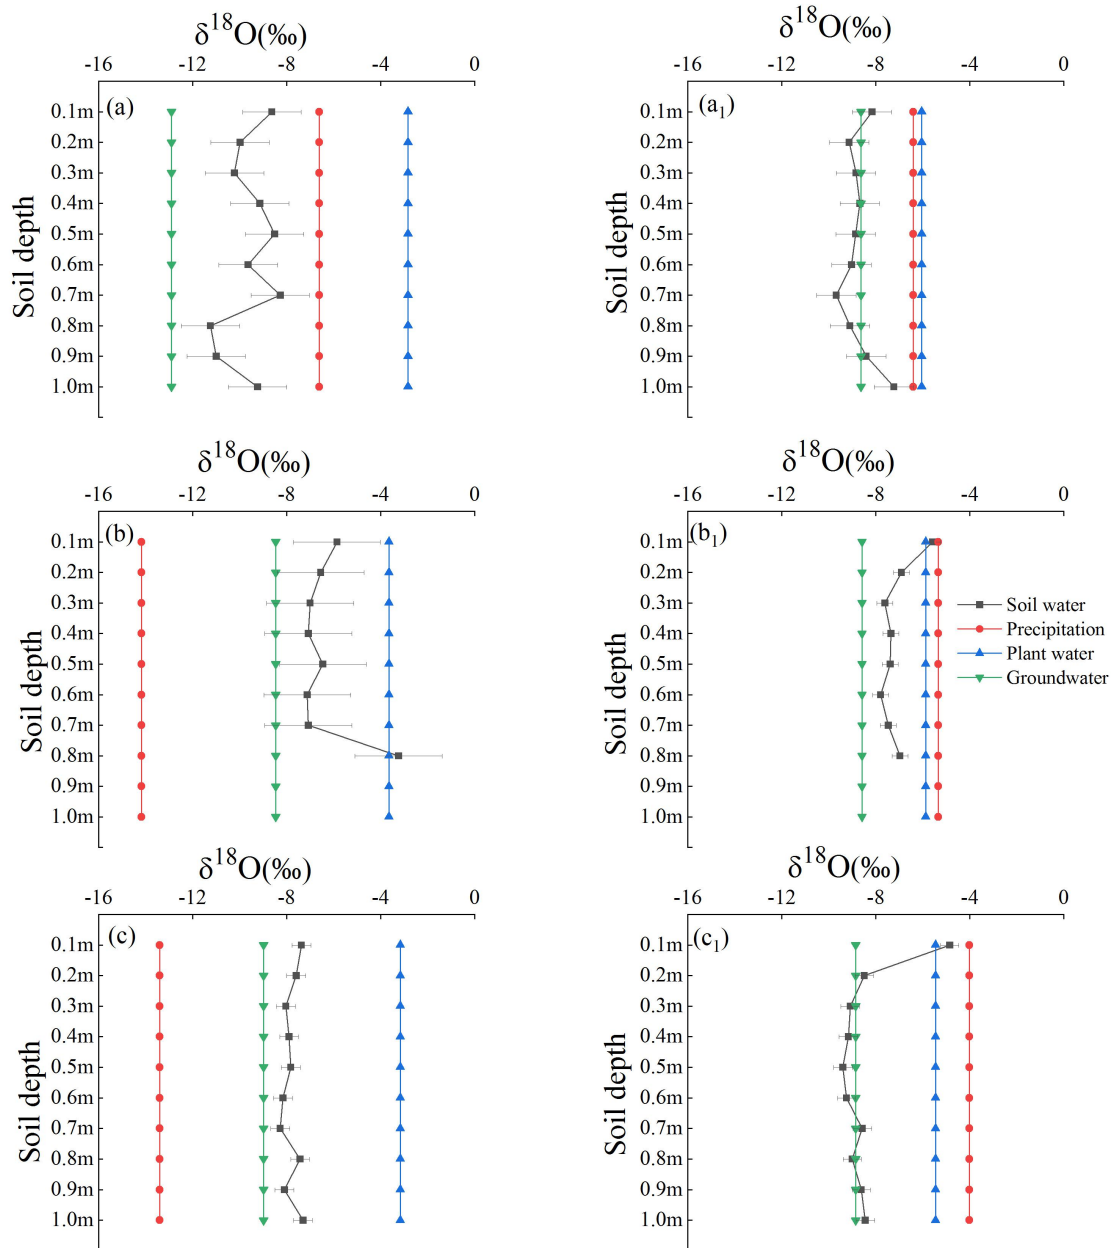 δ¹⁸O(‰)
-16 -12 -8 -4 0
(a)
0.1m
0.2m
0.3m
0.4m
0.5m
0.6m
0.7m
0.8m
0.9m
1.0m
Soil depth
δ¹⁸O(‰)
-16 -12 -8 -4 0
(a₁)
0.1m
0.2m
0.3m
0.4m
0.5m
0.6m
0.7m
0.8m
0.9m
1.0m
Soil depth
δ¹⁸O(‰)
-16 -12 -8 -4 0
(b)
0.1m
0.2m
0.3m
0.4m
0.5m
0.6m
0.7m
0.8m
0.9m
1.0m
Soil depth
δ¹⁸O(‰)
-16 -12 -8 -4 0
(b₁)
0.1m
0.2m
0.3m
0.4m
0.5m
0.6m
0.7m
0.8m
0.9m
1.0m
Soil depth
Soil water
Precipitation
Plant water
Groundwater
δ¹⁸O(‰)
-16 -12 -8 -4 0
(c)
0.1m
0.2m
0.3m
0.4m
0.5m
0.6m
0.7m
0.8m
0.9m
1.0m
Soil depth
δ¹⁸O(‰)
-16 -12 -8 -4 0
(c₁)
0.1m
0.2m
0.3m
0.4m
0.5m
0.6m
0.7m
0.8m
0.9m
1.0m
Soil depth